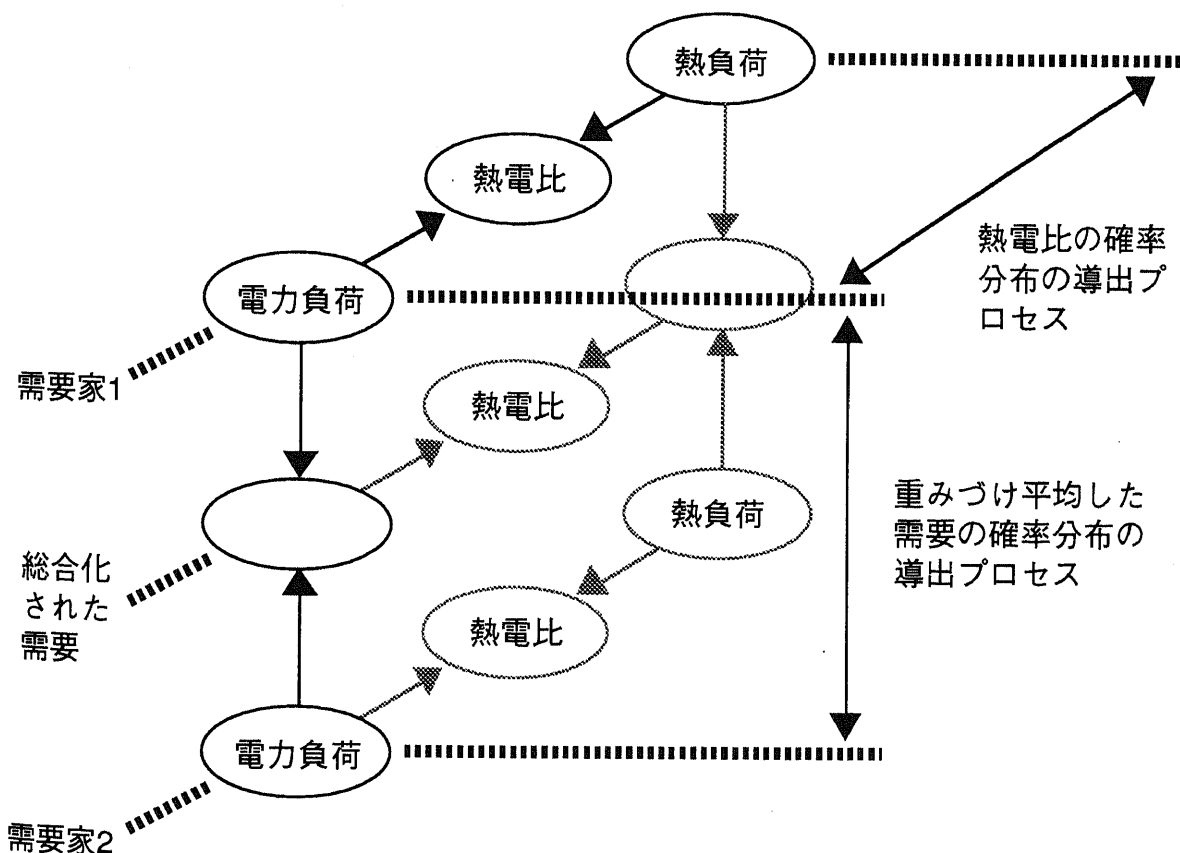 熱負荷
熱電比
熱電比の確率
分布の導出プ
ロセス
電力負荷
需要家1
熱電比
熱負荷
重みづけ平均した
需要の確率分布の
導出プロセス
総合化
された
需要
熱電比
電力負荷
需要家2